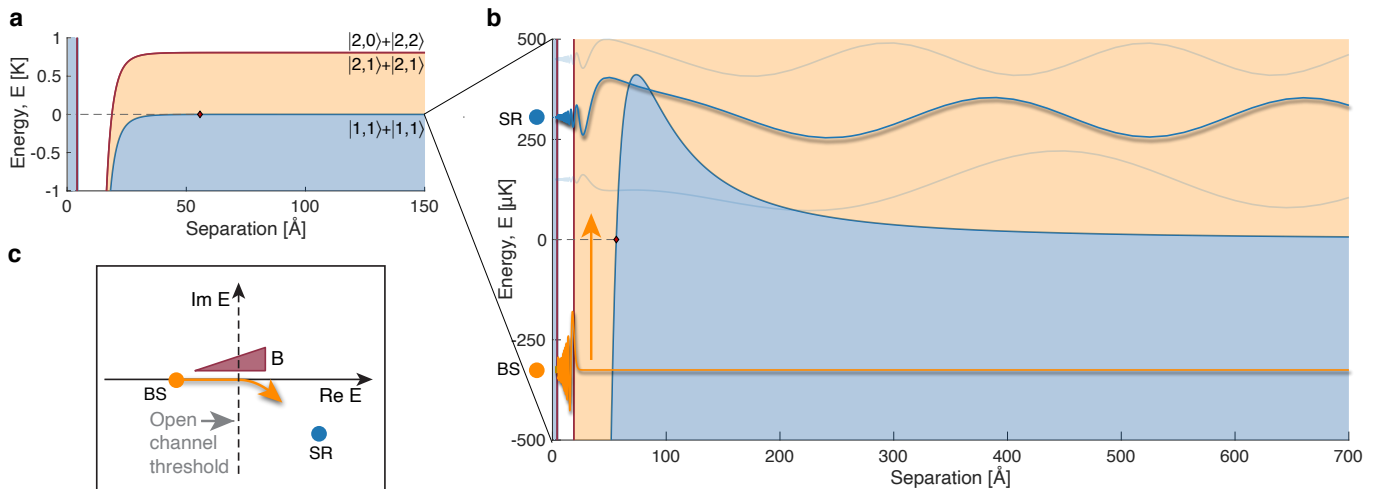 a
1
0.5
0
-0.5
-1
Energy, E [K]
|2,0⟩+|2,2⟩
|2,1⟩+|2,1⟩
|1,1⟩+|1,1⟩
0
50
100
150
Separation [Å]
b
500
250
0
-250
-500
Energy, E [µK]
SR
BS
0
100
200
300
400
500
600
700
Separation [Å]
c
Im E
B
BS
Re E
Open
channel
threshold
SR